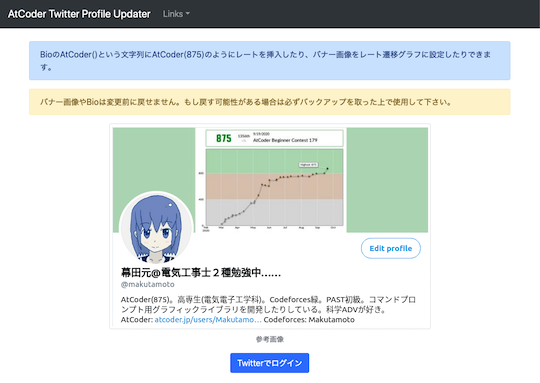 AtCoder Twitter Profile Updater Links
BioのAtCoder()という文字列にAtCoder(875)のようにレートを挿入したり、バナー画像をレート遷移グラフに設定したりできま
す。
バナー画像やBioは変更前に戻せません。もし戻す可能性がある場合は必ずバックアップを取った上で使用して下さい。
875
9/19/2020
AtCoder Beginner Contest 179
Highest: 875
Edit profile
幕田元@電気工事士２種勉強中……
@makutamoto
AtCoder(875)。高専生(電気電子工学科)。Codeforces緑。PAST初級。コマンドプロ
ンプト用グラフィックライブラリを開発したりしている。科学ADVが好き。
AtCoder: atcoder.jp/users/Makutamo… Codeforces: Makutamoto
参考画像
Twitterでログイン